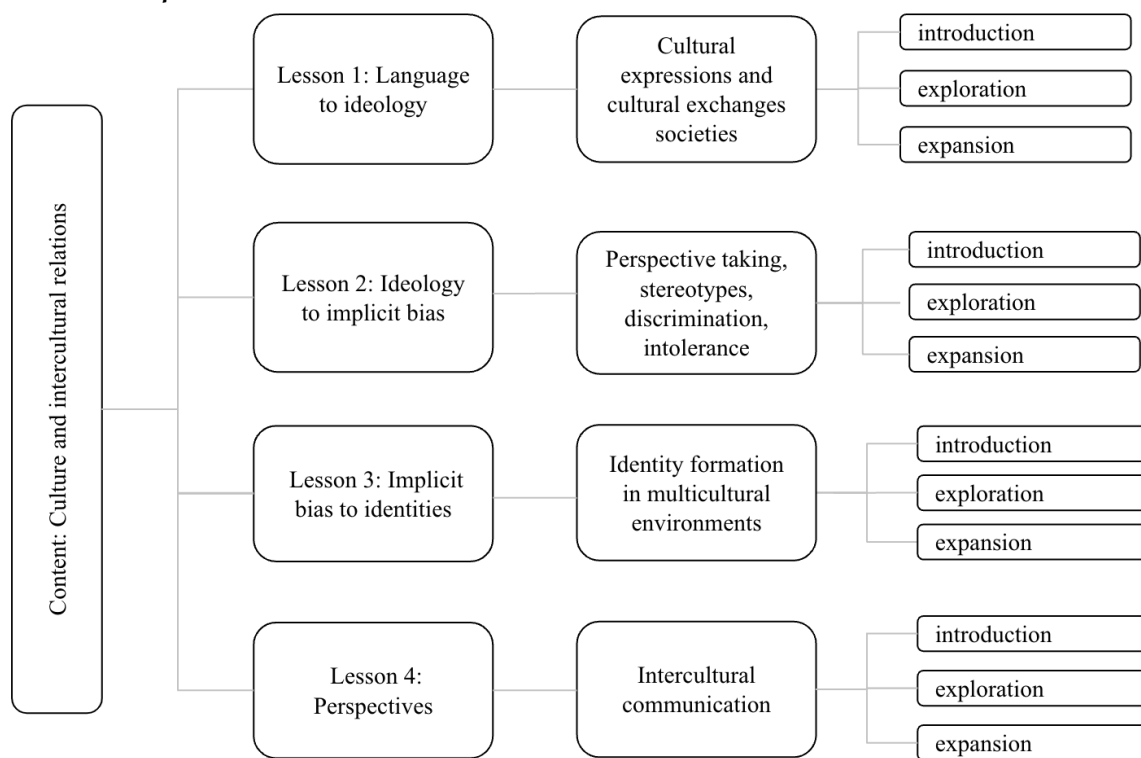 Content: Culture and intercultural relations
Lesson 1: Language
to ideology
Cultural
expressions and
cultural exchanges
societies
introduction
exploration
expansion
Lesson 2: Ideology
to implicit bias
Perspective taking,
stereotypes,
discrimination,
intolerance
introduction
exploration
expansion
Lesson 3: Implicit
bias to identities
Identity formation
in multicultural
environments
introduction
exploration
expansion
Lesson 4:
Perspectives
Intercultural
communication
introduction
exploration
expansion